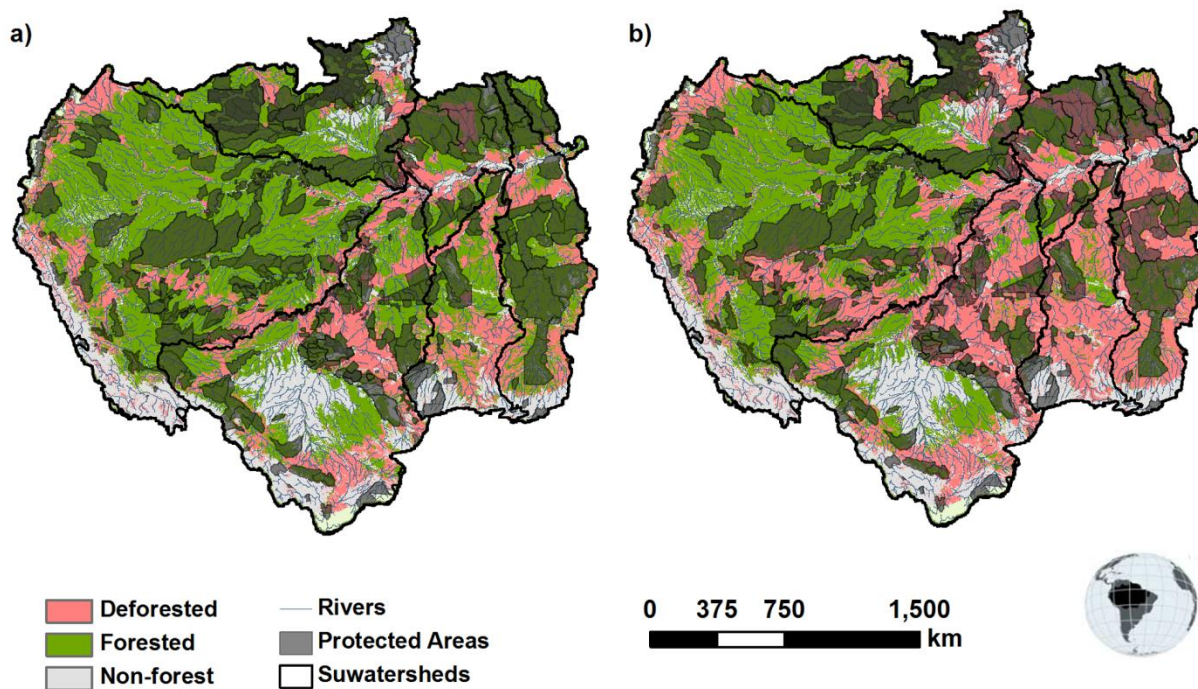 a)
b)
Deforested
Forested
Non-forest
Rivers
Protected Areas
Suwatersheds
0 375 750 1,500
km